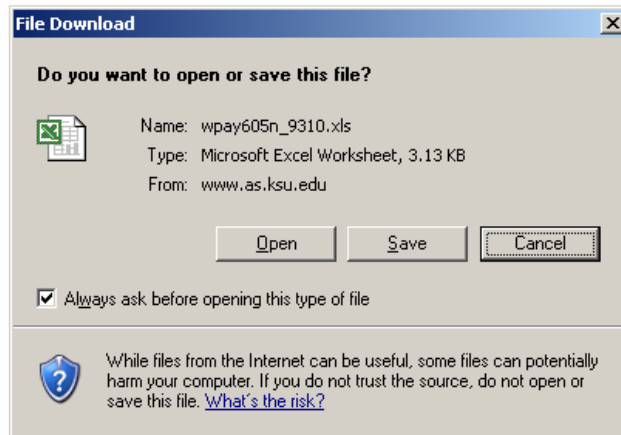 File Download
Do you want to open or save this file?
Name: wpay605n_9310.xls
Type: Microsoft Excel Worksheet, 3.13 KB
From: www.as.ksu.edu
Open Save Cancel
Always ask before opening this type of file
While files from the Internet can be useful, some files can potentially
harm your computer. If you do not trust the source, do not open or
save this file. What's the risk?